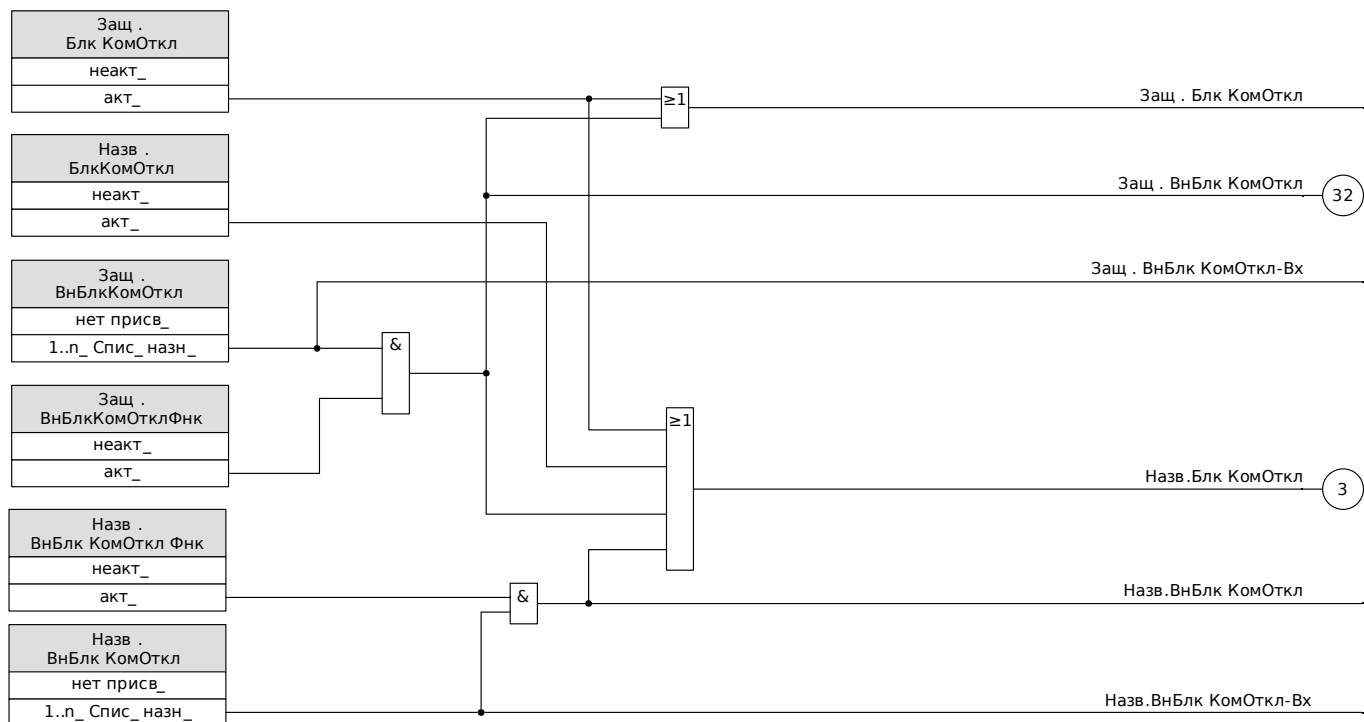 Защ .
Блк КомОткл
неакт_
акт_
≥1
Защ . Блк КомОткл
Назв .
БлкКомОткл
неакт_
акт_
Защ . ВнБлк КомОткл
32
Защ .
ВнБлкКомОткл
нет присв_
1..n_ Спис_ назн_
Защ . ВнБлк КомОткл-Вх
&
Защ .
ВнБлкКомОтклФнк
неакт_
акт_
≥1
Назв.Блк КомОткл
3
Назв .
ВнБлк КомОткл Фнк
неакт_
акт_
&
Назв.ВнБлк КомОткл
Назв .
ВнБлк КомОткл
нет присв_
1..n_ Спис_ назн_
Назв.ВнБлк КомОткл-Вх